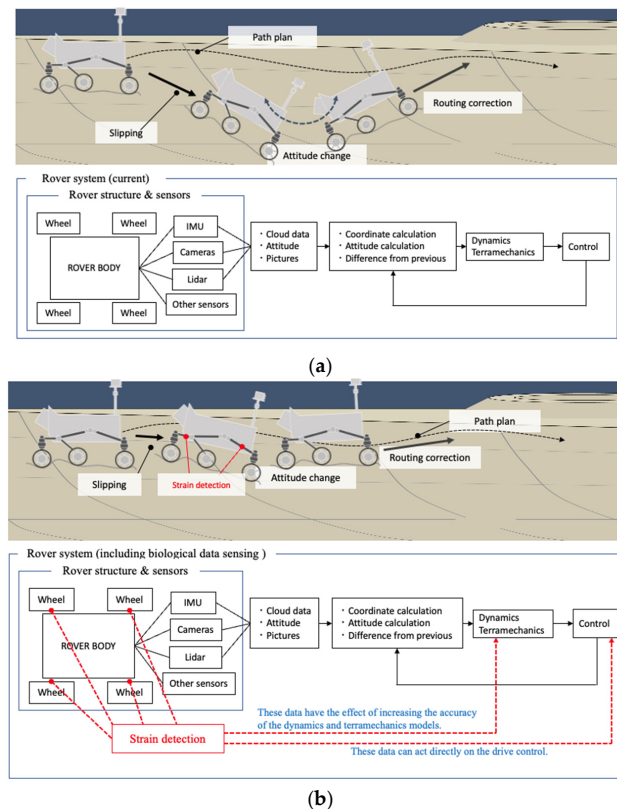 Path plan
Slipping
Attitude change
Routing correction
Rover system (current)
Rover structure & sensors
Wheel
Wheel
ROVER BODY
Wheel
Wheel
IMU
Cameras
Lidar
Other sensors
・ Cloud data
・ Attitude
・ Pictures
・ Coordinate calculation
・ Attitude calculation
・ Difference from previous
Dynamics
Terramechanics
Control
(a)
Path plan
Slipping
Strain detection
Attitude change
Routing correction
Rover system (including biological data sensing )
Rover structure & sensors
Wheel
Wheel
ROVER BODY
Wheel
Wheel
IMU
Cameras
Lidar
Other sensors
・ Cloud data
・ Attitude
・ Pictures
・ Coordinate calculation
・ Attitude calculation
・ Difference from previous
Dynamics
Terramechanics
Control
Strain detection
These data have the effect of increasing the accuracy
of the dynamics and terramechanics models.
These data can act directly on the drive control.
(b)